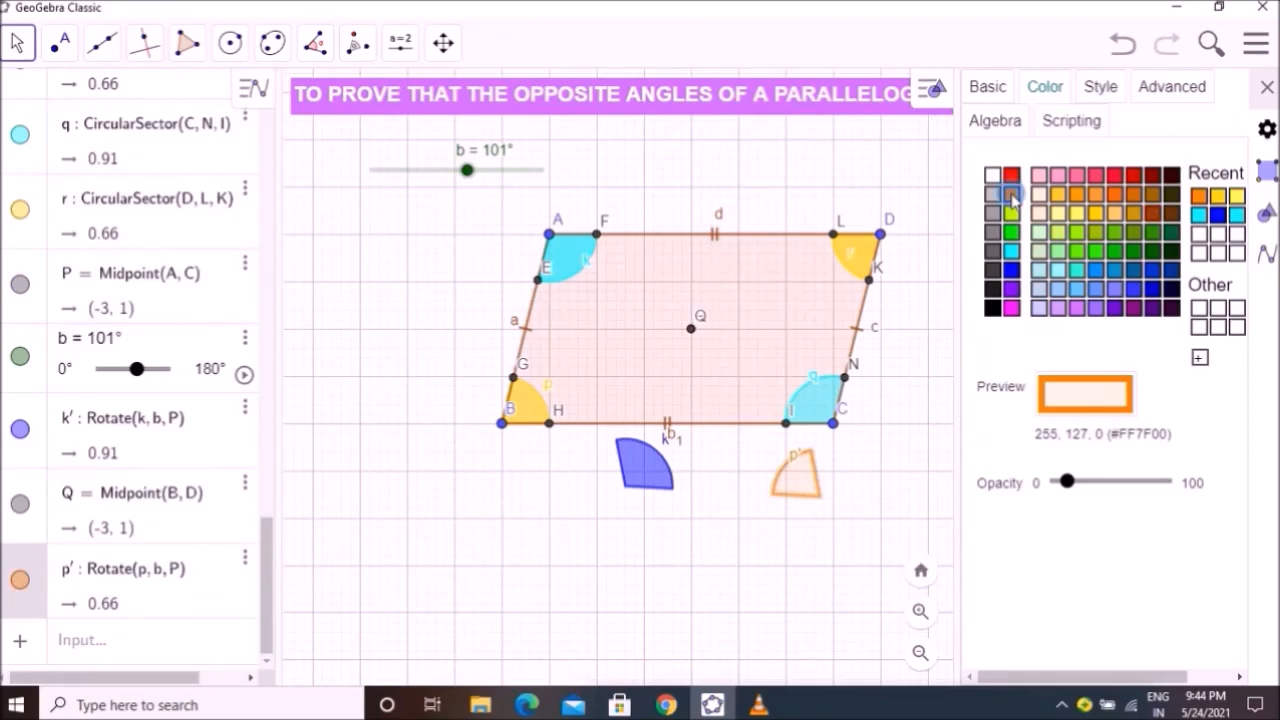 GeoGebra Classic
TO PROVE THAT THE OPPOSITE ANGLES OF A PARALLELOG
→ 0.66
q : CircularSector(C, N, I)
→ 0.91
r : CircularSector(D, L, K)
→ 0.66
P = Midpoint(A, C)
→ (-3, 1)
b = 101°
0° 180°
k′ : Rotate(k, b, P)
→ 0.91
Q = Midpoint(B, D)
→ (-3, 1)
p′ : Rotate(p, b, P)
→ 0.66
+ Input...
a=2
b = 101°
A F d L D
E k r K
a Q c
G p q N
B H I C
k' b₁
p'
Basic Color Style Advanced
Algebra Scripting
Recent
Other
Preview
255, 127, 0 (#FF7F00)
Opacity 0 100
Type here to search
ENG
IN
9:44 PM
5/24/2021